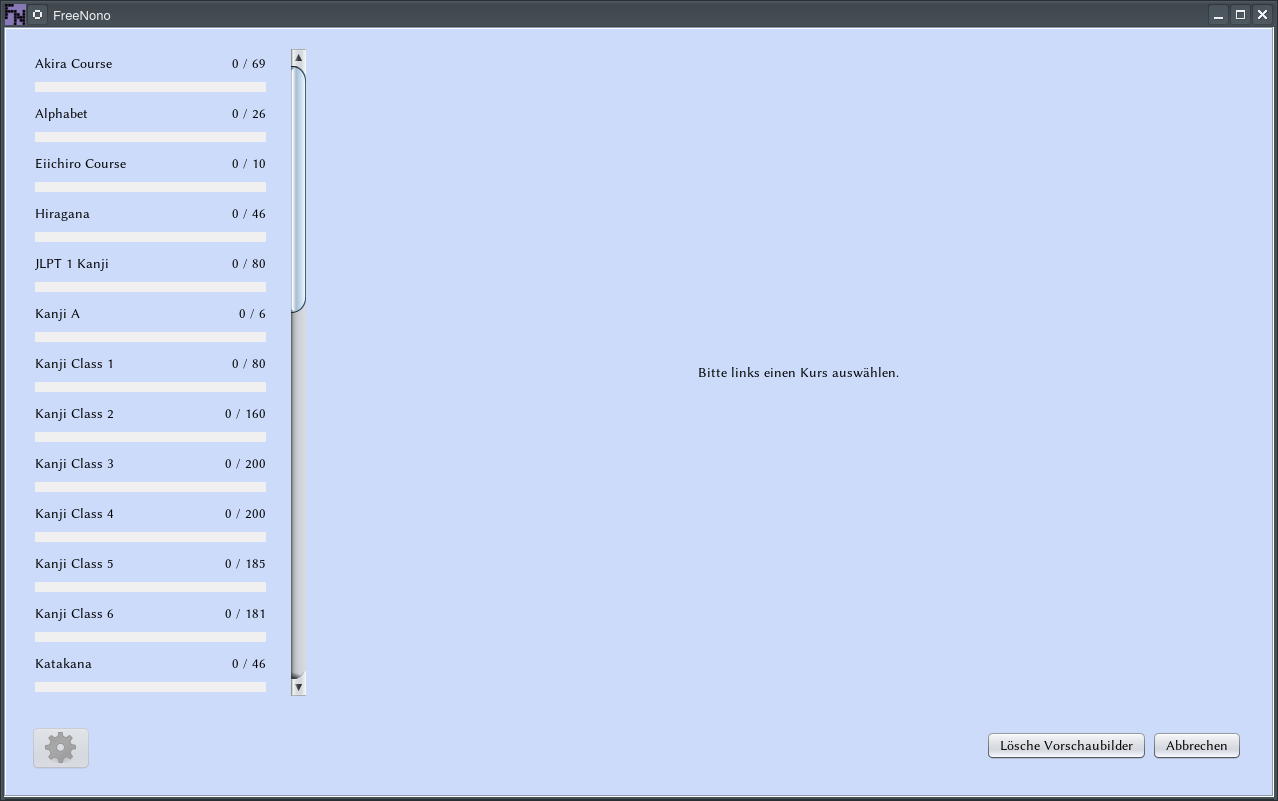 FreeNono
Akira Course 0 / 69
Alphabet 0 / 26
Eiichiro Course 0 / 10
Hiragana 0 / 46
JLPT 1 Kanji 0 / 80
Kanji A 0 / 6
Kanji Class 1 0 / 80
Kanji Class 2 0 / 160
Kanji Class 3 0 / 200
Kanji Class 4 0 / 200
Kanji Class 5 0 / 185
Kanji Class 6 0 / 181
Katakana 0 / 46
Bitte links einen Kurs auswählen.
Lösche Vorschaubilder Abbrechen